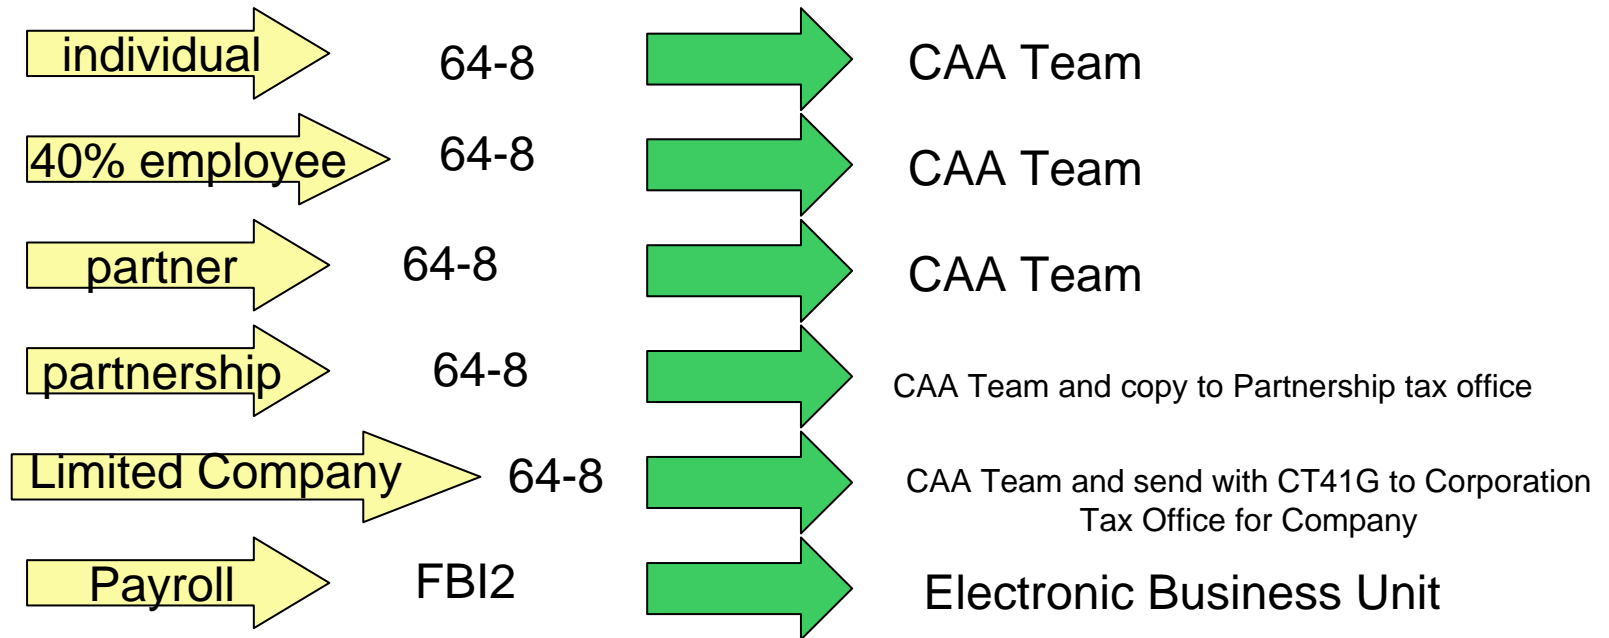 individual 64-8 CAA Team
40% employee 64-8 CAA Team
partner 64-8 CAA Team
partnership 64-8 CAA Team and copy to Partnership tax office
Limited Company 64-8 CAA Team and send with CT41G to Corporation
Tax Office for Company
Payroll FBI2 Electronic Business Unit